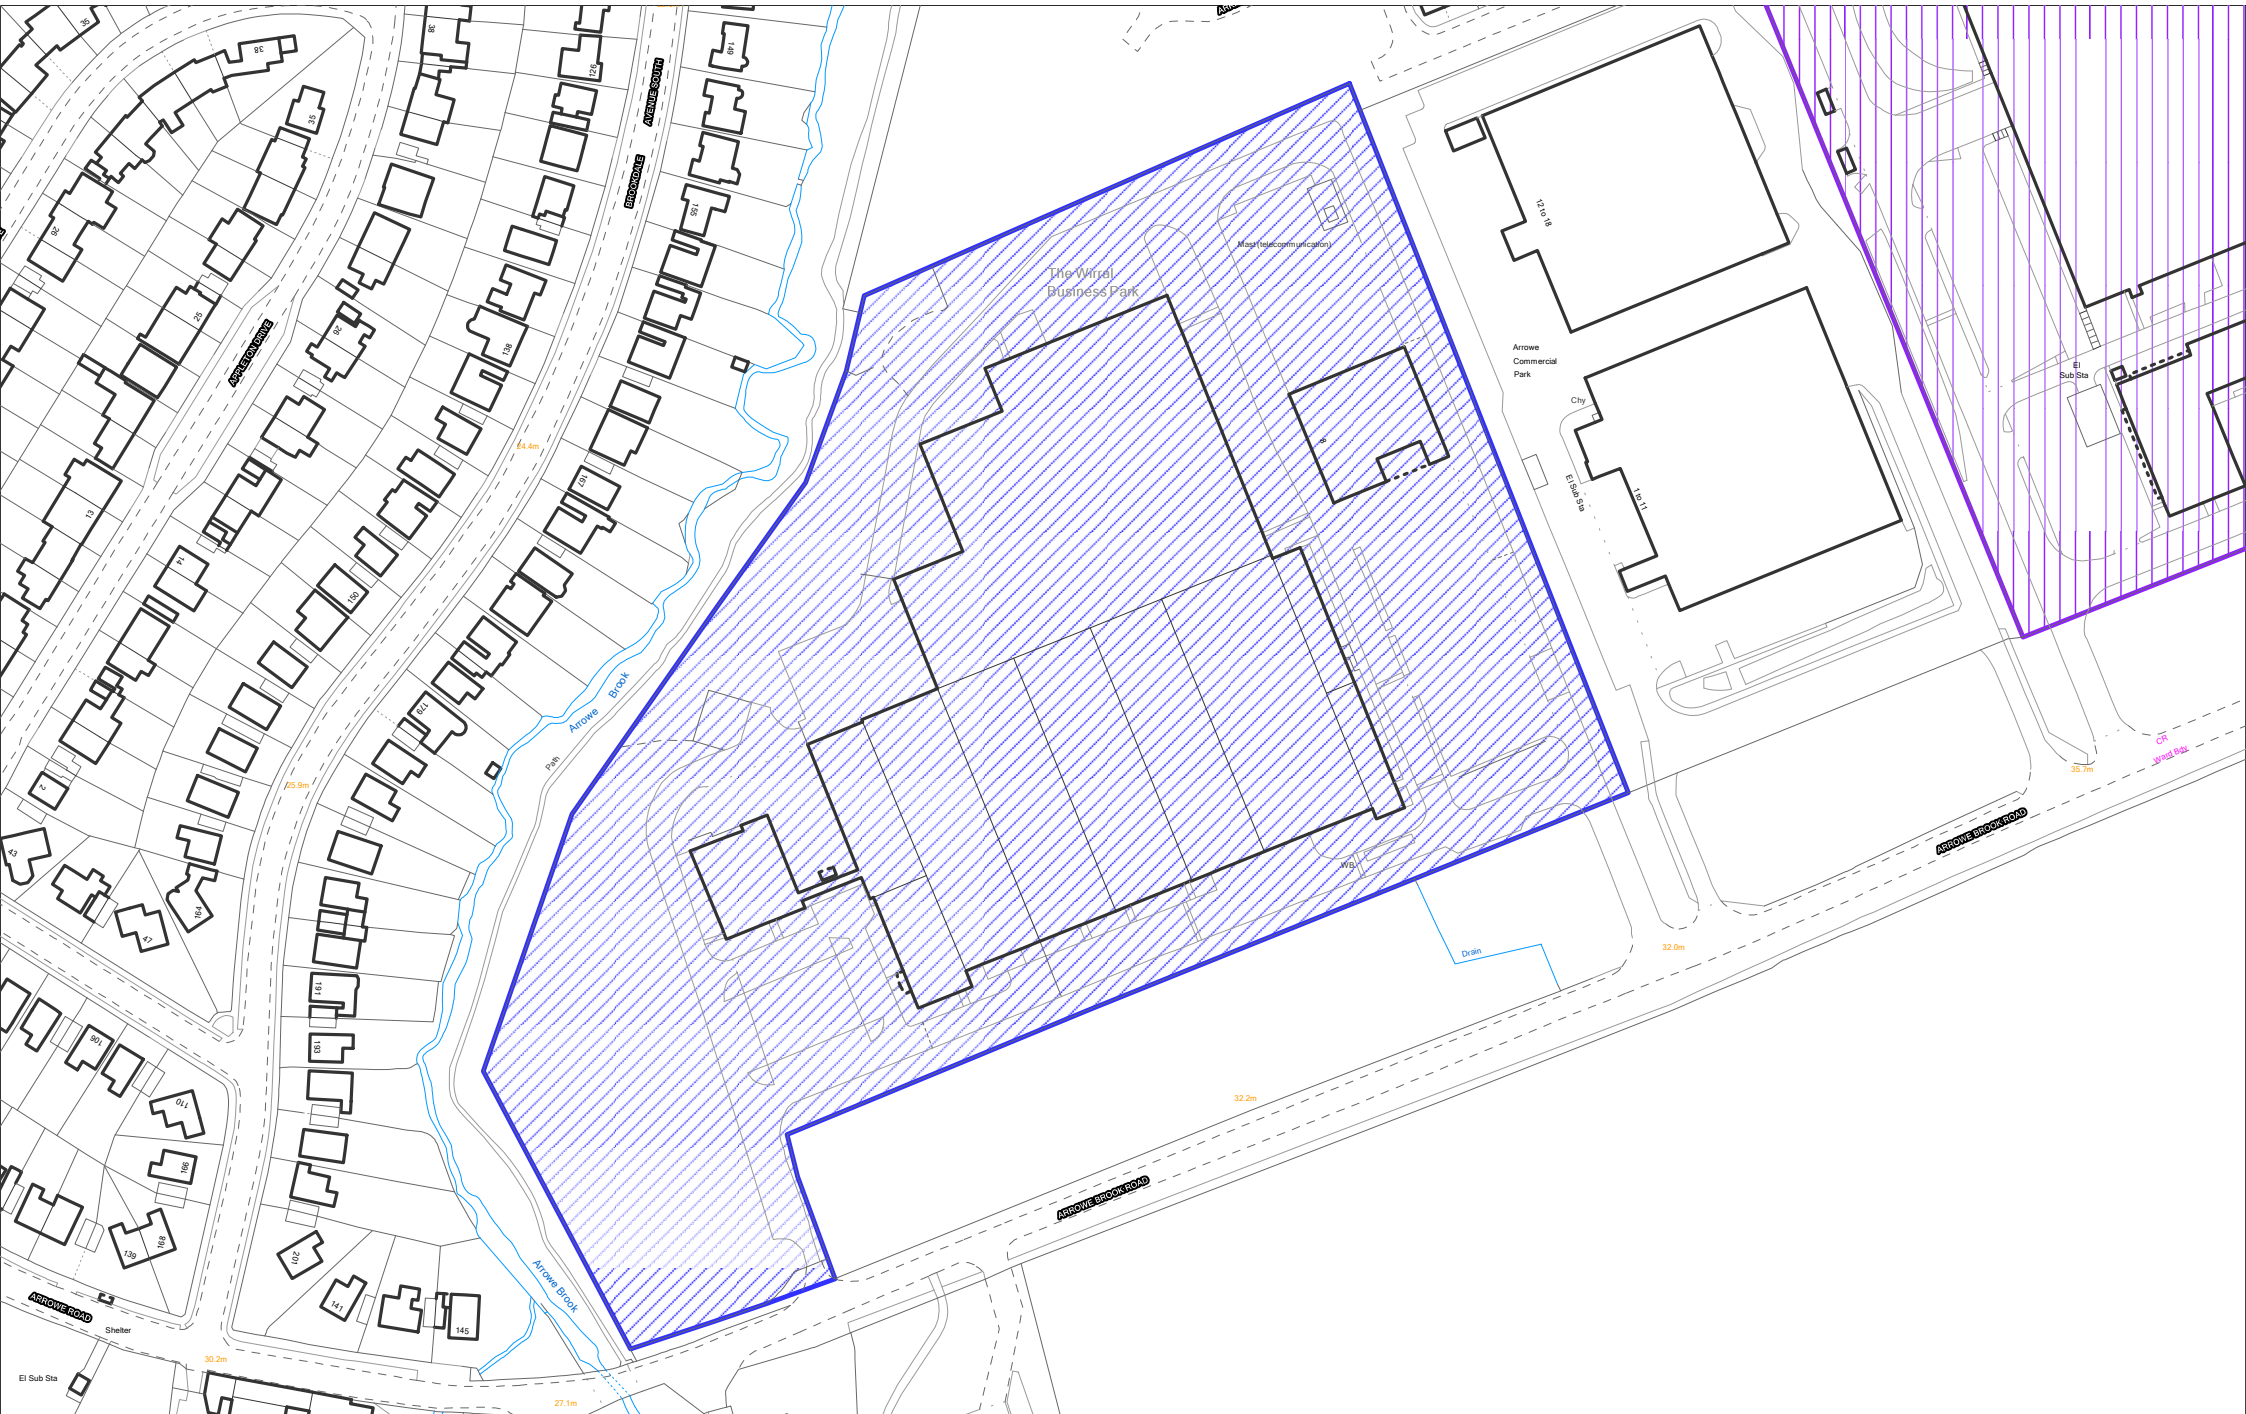 35
38
38
126
149
AVENUE SOUTH
35
BROOKDALE
155
26
12 to 18
Mast (telecommunication)
The Wirral
Business Park
25
26
APPLETON DRIVE
138
Arrowe
Commercial
Park
El
Sub Sta
Chy
8
24.4m
167
El Sub Sta
1 to 11
13
14
150
Arrowe Brook
179
Path
CR
Ward Bdy
35.7m
2
25.9m
ARROWE BROOK ROAD
43
WB
164
47
32.0m
Drain
191
193
106
32.2m
110
166
ARROWE BROOK ROAD
139
168
201
Arrowe Brook
141
145
ARROWE ROAD
Shelter
30.2m
El Sub Sta
27.1m